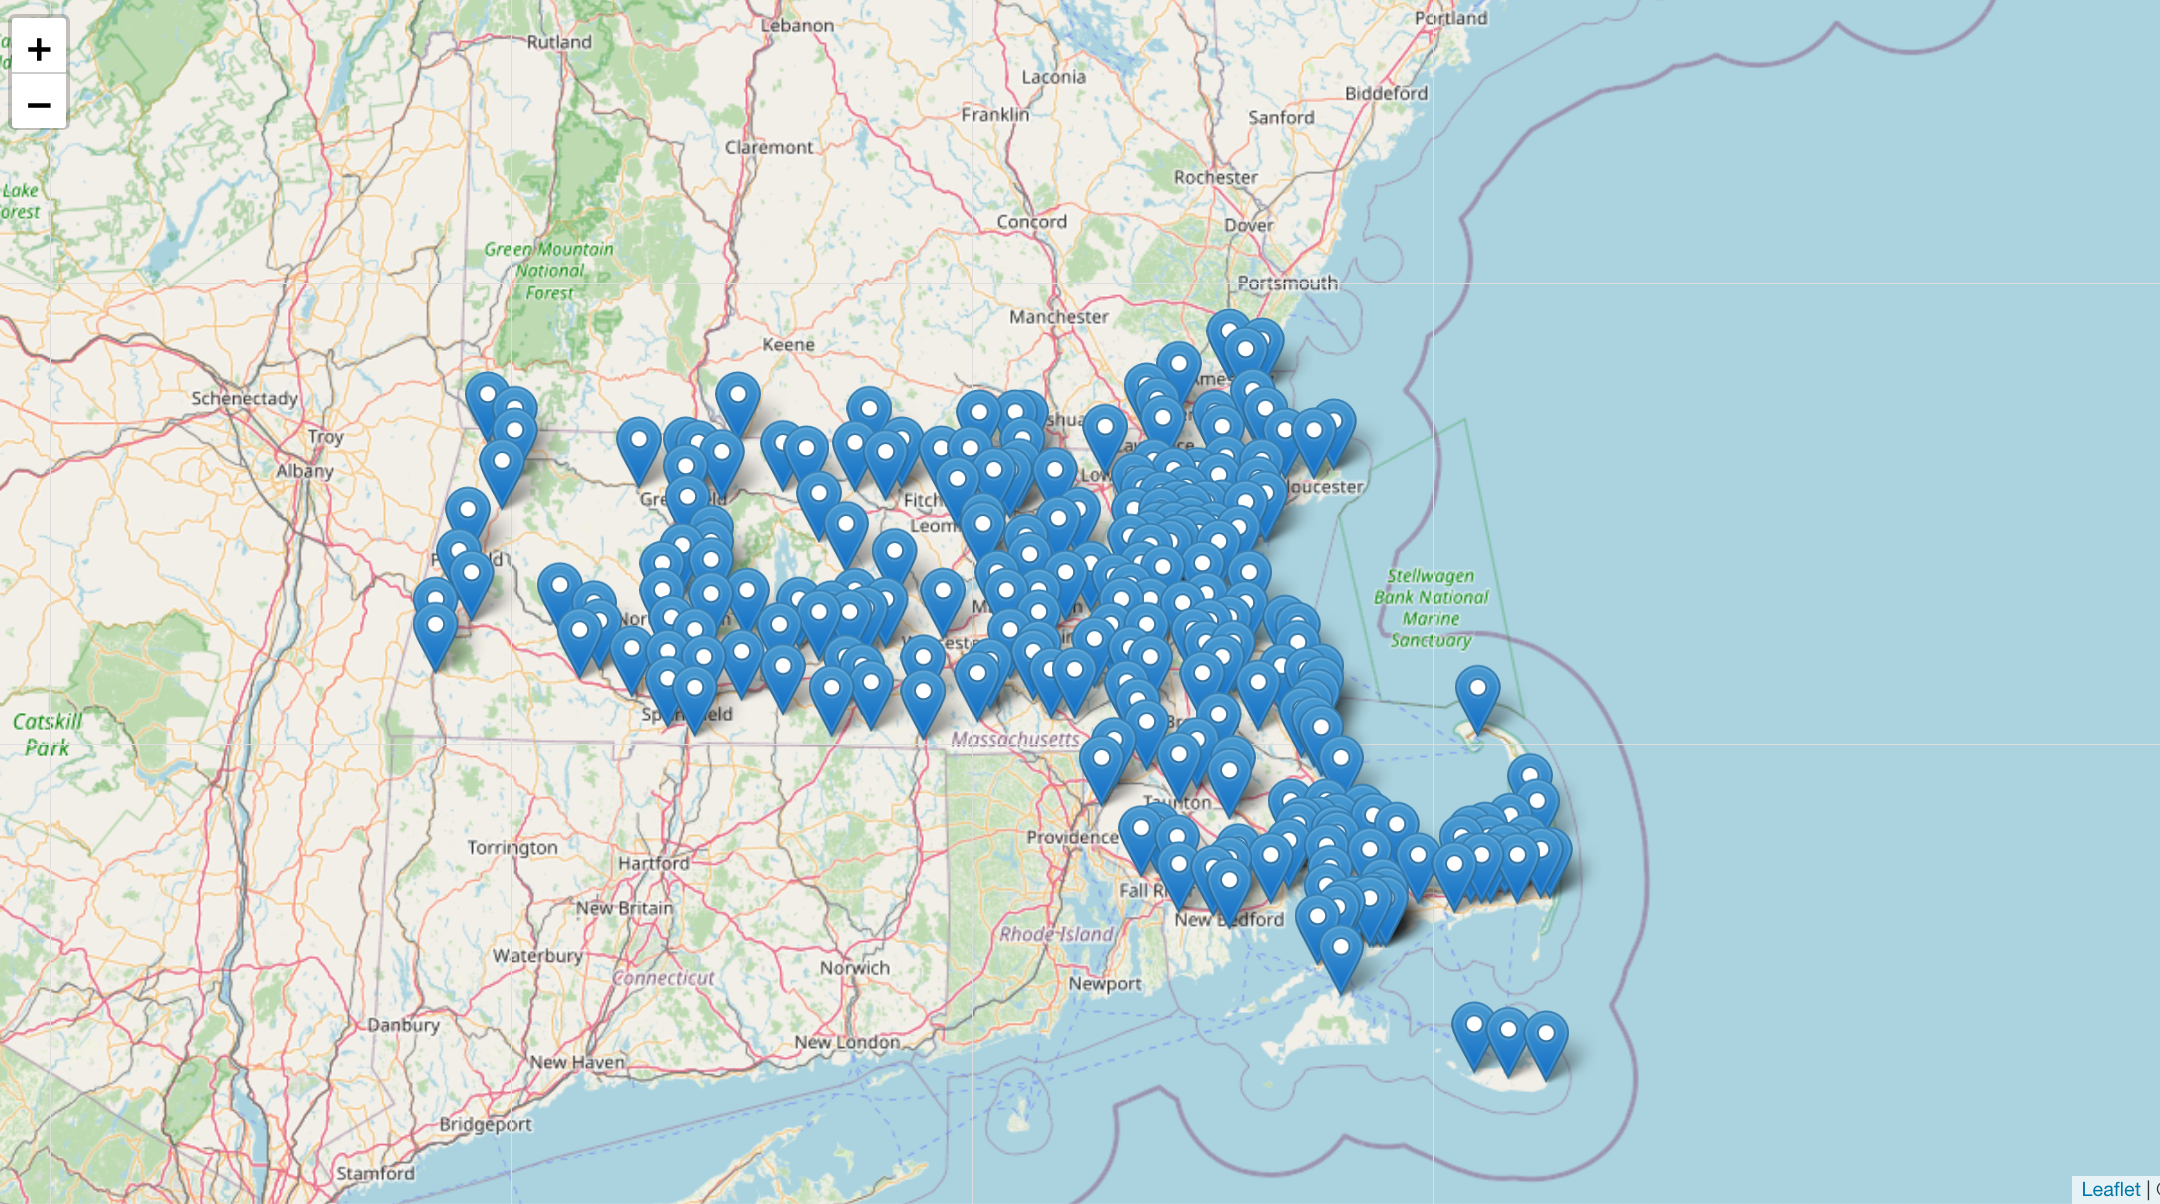 +
−
Portland
Lebanon
Rutland
Laconia
Biddeford
Franklin
Sanford
Claremont
Lake
orest
Rochester
Concord
Dover
Green Mountain
National
Forest
Portsmouth
Manchester
Keene
Schenectady
Troy
Albany
Stellwagen
Bank National
Marine
Sanctuary
Catskill
Park
Massachusetts
Taunton
Providence
Torrington
Hartford
New Britain
New Bedford
Rhode Island
Waterbury
Connecticut
Norwich
Newport
Danbury
New London
New Haven
Bridgeport
Stamford
Leaflet |